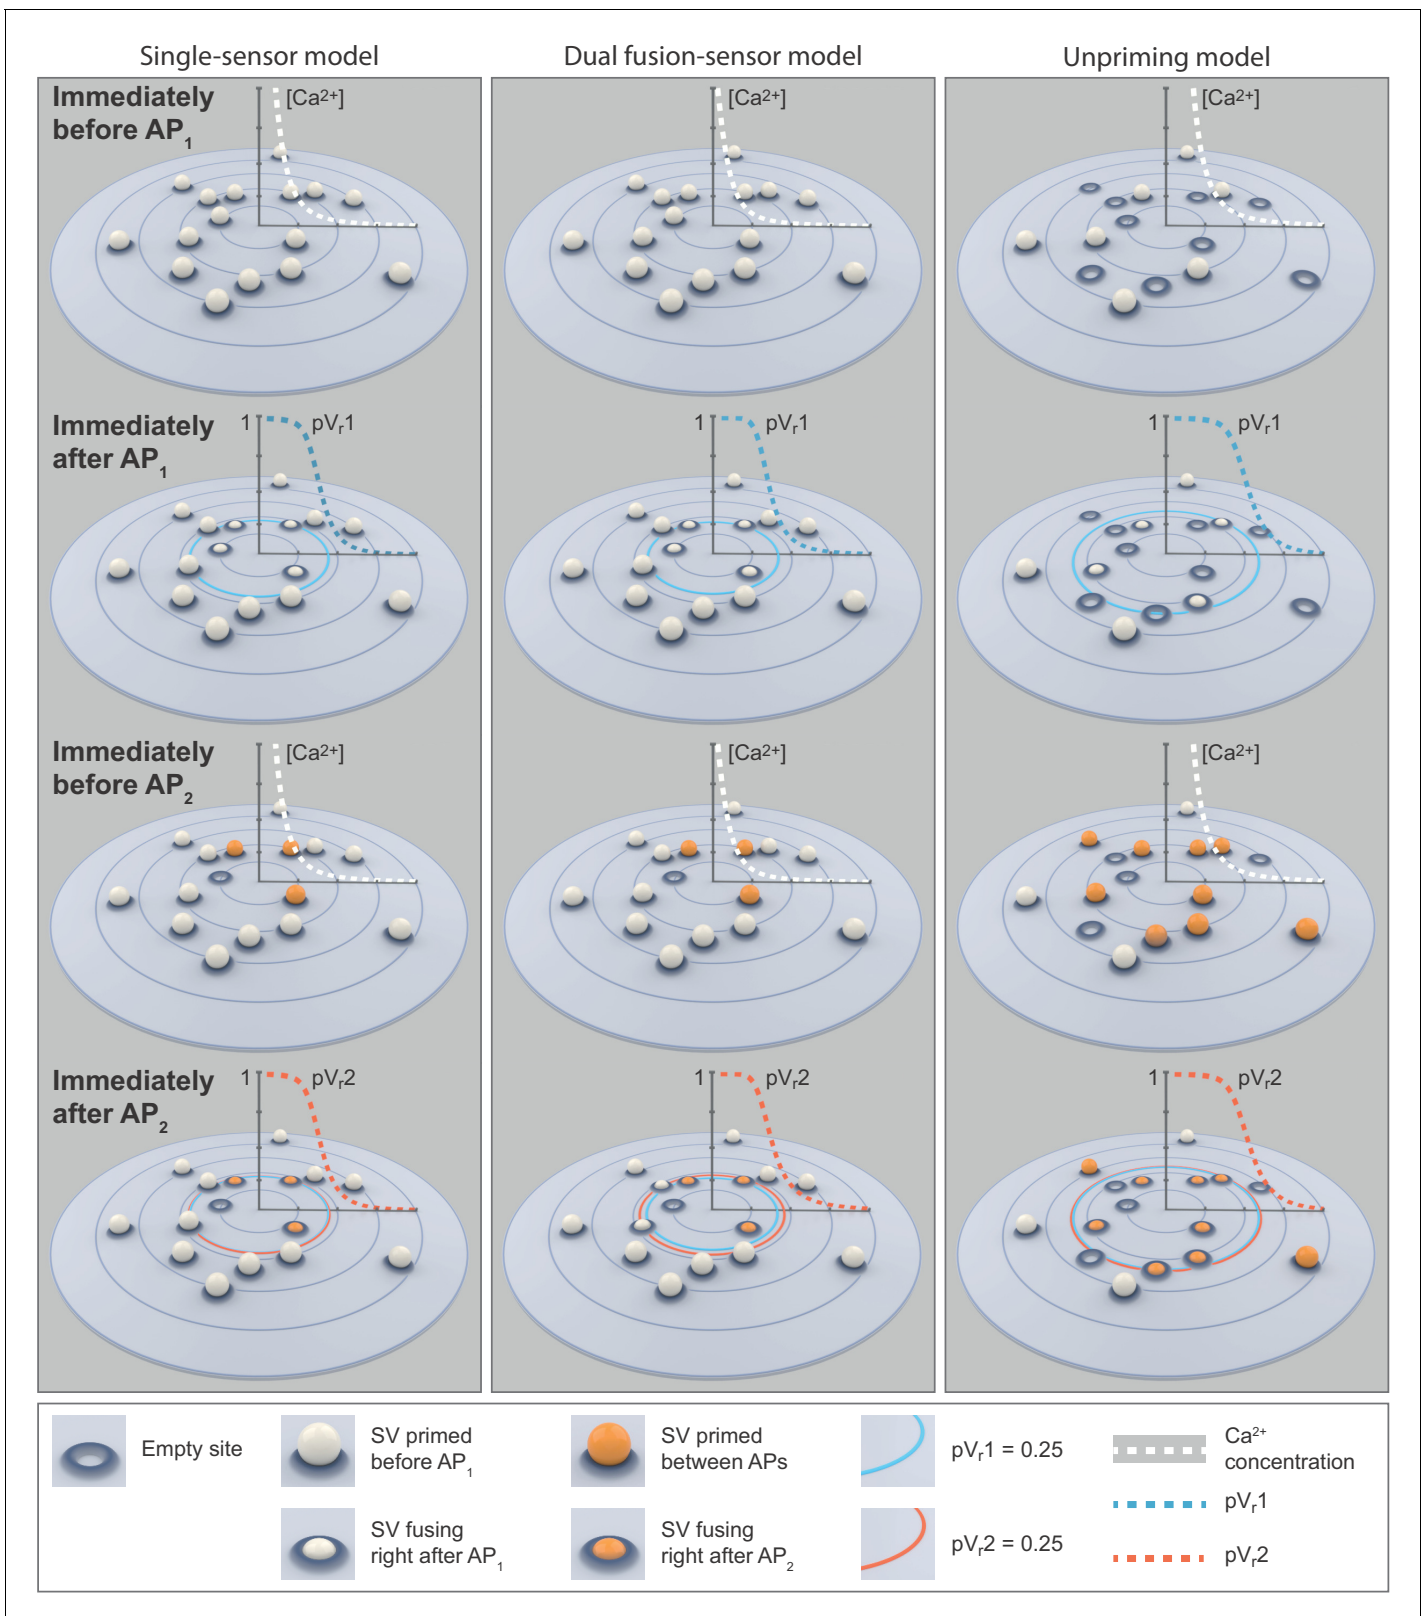 Single-sensor model
Dual fusion-sensor model
Unpriming model
Immediately
before AP₁
[Ca²⁺]
[Ca²⁺]
[Ca²⁺]
Immediately
after AP₁
1
pVᵣ1
1
pVᵣ1
1
pVᵣ1
Immediately
before AP₂
[Ca²⁺]
[Ca²⁺]
[Ca²⁺]
Immediately
after AP₂
1
pVᵣ2
1
pVᵣ2
1
pVᵣ2
Empty site
SV primed
before AP₁
SV primed
between APs
pVᵣ1 = 0.25
Ca²⁺
concentration
pVᵣ1
SV fusing
right after AP₁
SV fusing
right after AP₂
pVᵣ2 = 0.25
pVᵣ2